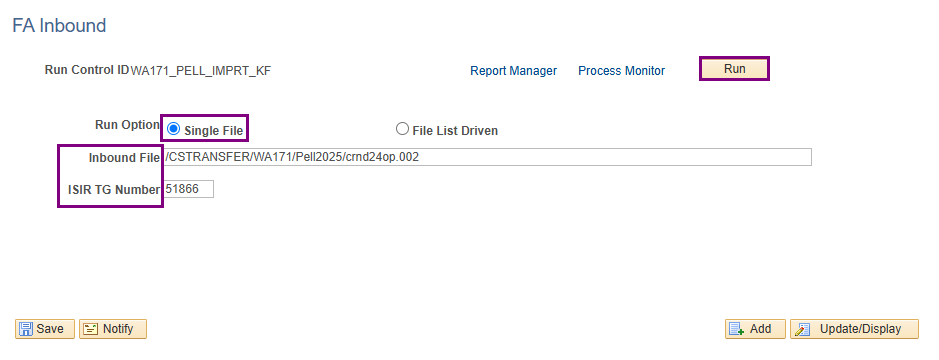 FA Inbound
Run Control ID WA171_PELL_IMPRT_KF Report Manager Process Monitor Run
Run Option Single File File List Driven
Inbound File /CSTRANSFER/WA171/Pell2025/crnd24op.002
ISIR TG Number 51866
Save Notify Add Update/Display